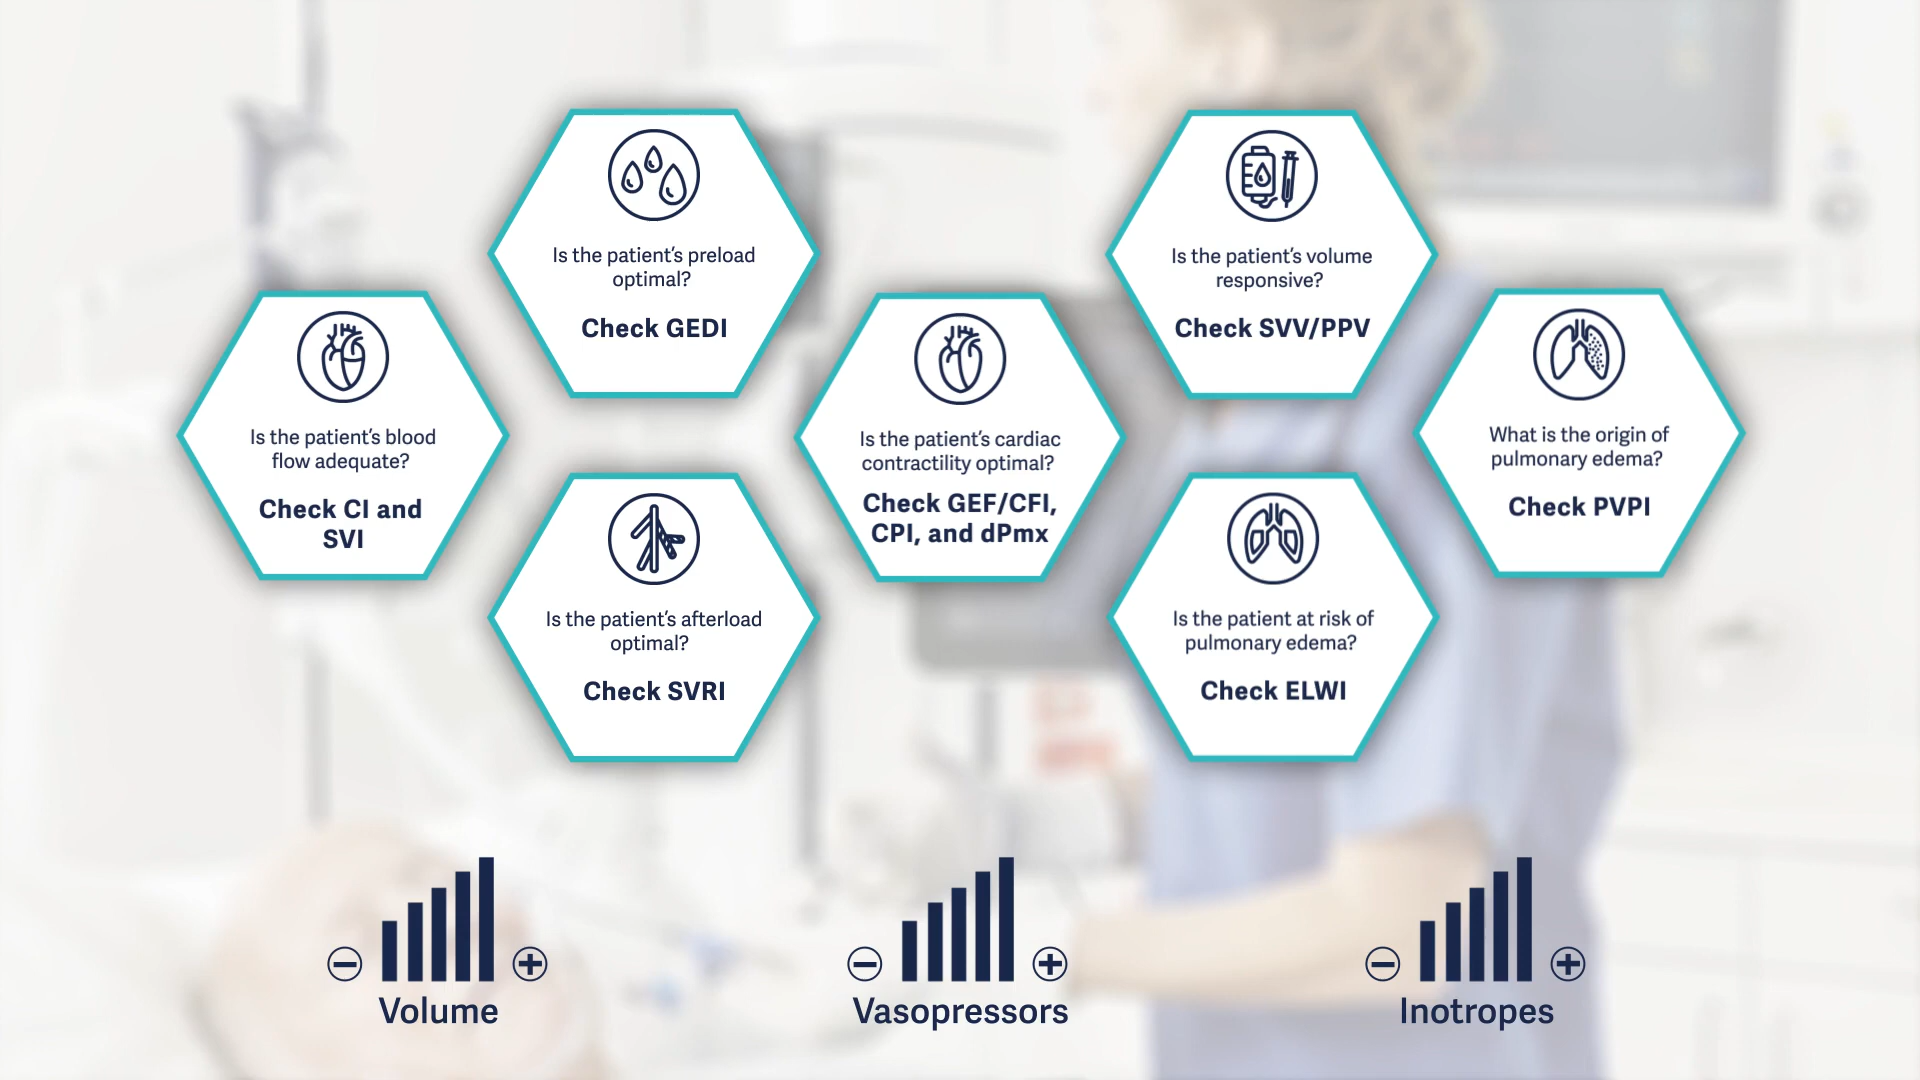 Is the patient's preload
optimal?
Check GEDI
Is the patient's volume
responsive?
Check SVV/PPV
Is the patient's blood
flow adequate?
Check CI and
SVI
Is the patient's cardiac
contractility optimal?
Check GEF/CFI,
CPI, and dPmx
What is the origin of
pulmonary edema?
Check PVPI
Is the patient's afterload
optimal?
Check SVRI
Is the patient at risk of
pulmonary edema?
Check ELWI
Volume
Vasopressors
Inotropes